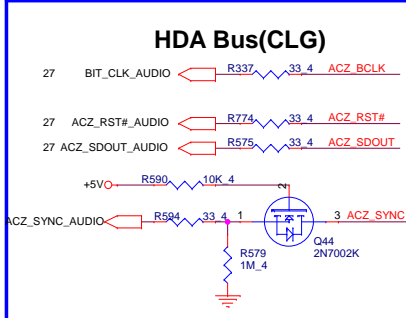 HDA Bus(CLG)
27 BIT_CLK_AUDIO R337 33_4 ACZ_BCLK
27 ACZ_RST#_AUDIO R774 33_4 ACZ_RST#
27 ACZ_SDOUT_AUDIO R575 33_4 ACZ_SDOUT
+5V R590 10K_4 2
ACZ_SYNC_AUDIO R594 33_4 1 3 ACZ_SYNC
Q44
R579 2N7002K
1M_4